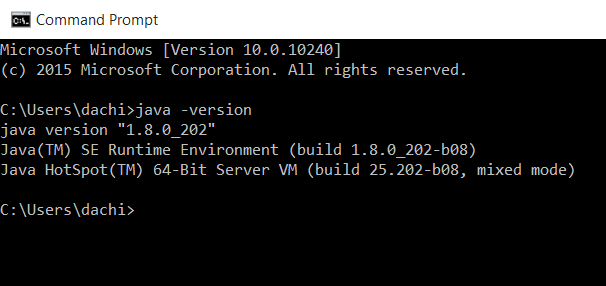 Command Prompt
Microsoft Windows [Version 10.0.10240]
(c) 2015 Microsoft Corporation. All rights reserved.
C:\Users\dachi>java -version
java version "1.8.0_202"
Java(TM) SE Runtime Environment (build 1.8.0_202-b08)
Java HotSpot(TM) 64-Bit Server VM (build 25.202-b08, mixed mode)
C:\Users\dachi>